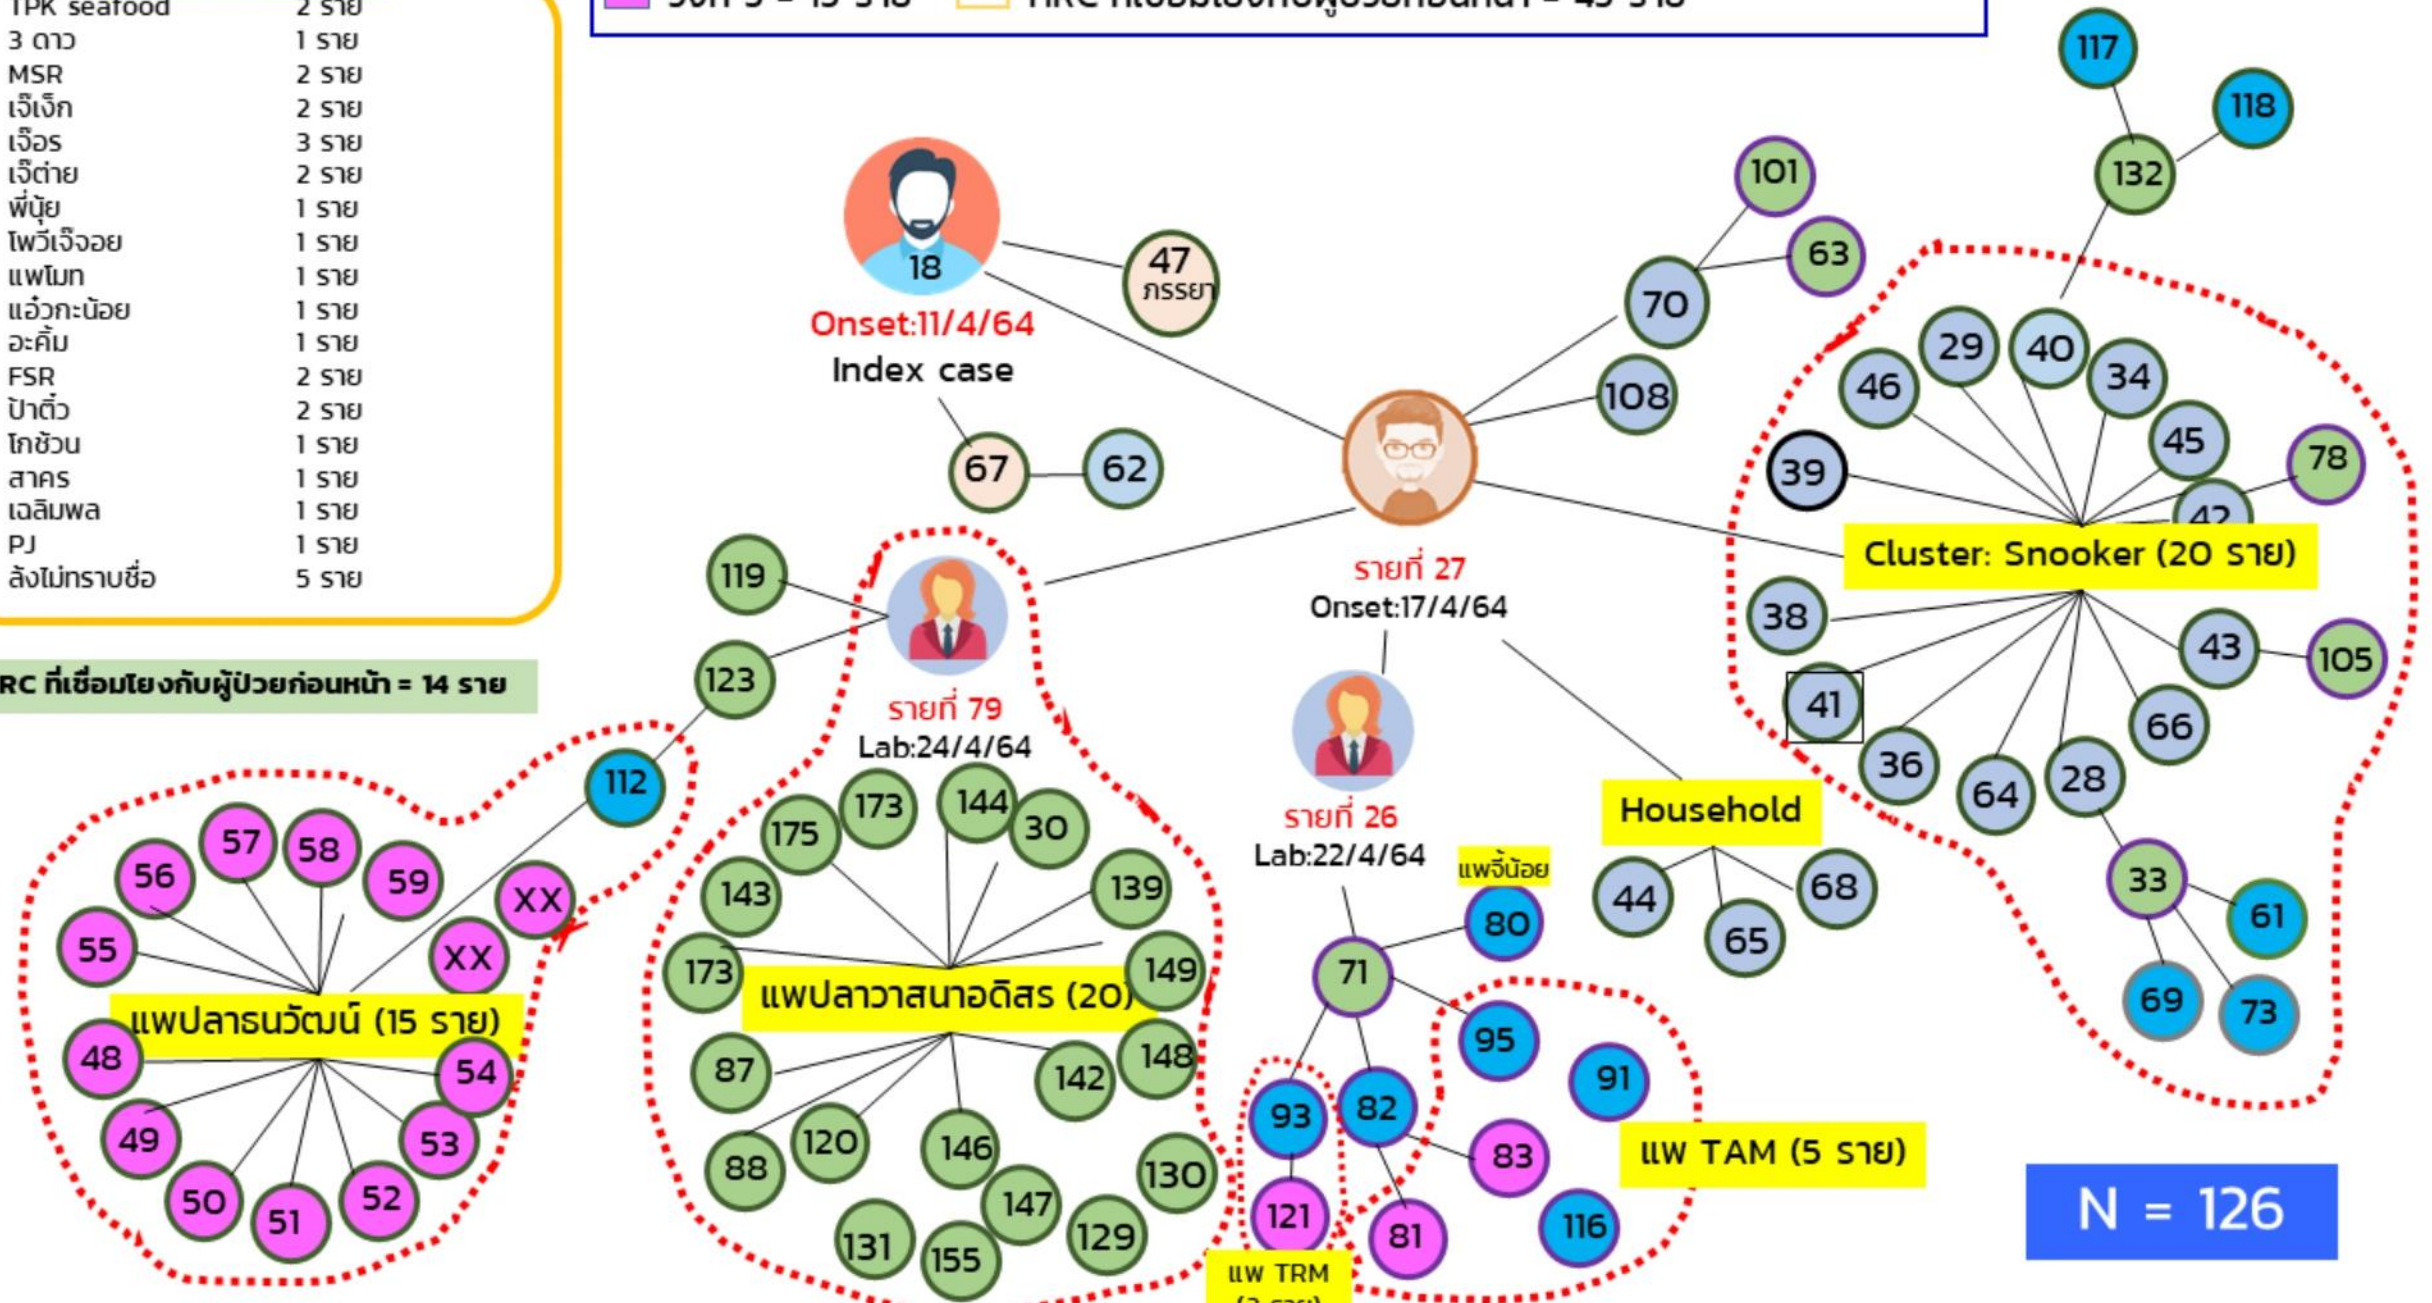 TPK seafood 2 ราย
3 ดาว 1 ราย
MSR 2 ราย
เจ๊เง็ก 2 ราย
เจ๊อร 3 ราย
เจ๊ต่าย 2 ราย
พี่นุ้ย 1 ราย
โพวีเจ๊จอย 1 ราย
แพโมท 1 ราย
แอ๋วกะน้อย 1 ราย
อะคิ้ม 1 ราย
FSR 2 ราย
ป้าติ๋ว 2 ราย
โกช้วน 1 ราย
สาคร 1 ราย
เฉลิมพล 1 ราย
PJ 1 ราย
ล้งไม่ทราบชื่อ 5 ราย
RC ที่เชื่อมโยงกับผู้ป่วยก่อนหน้า = 14 ราย
18
Onset:11/4/64
Index case
47
ภรรยา
67
62
101
63
70
108
117
118
132
46
29
40
34
45
39
42
78
Cluster: Snooker (20 ราย)
38
41
36
64
28
66
43
105
33
61
69
73
รายที่ 27
Onset:17/4/64
Household
44
65
68
119
123
112
รายที่ 79
Lab:24/4/64
175
173
144
30
143
139
173
149
แพปลาวาสนาอดิสร (20)
87
142
148
88
120
146
147
130
131
155
129
รายที่ 26
Lab:22/4/64
แพจี้น้อย
80
71
95
91
93
82
83
แพ TAM (5 ราย)
121
81
116
แพ TRM
56
57
58
59
XX
55
XX
แพปลาธนวัฒน์ (15 ราย)
48
54
49
53
50
51
52
N = 126